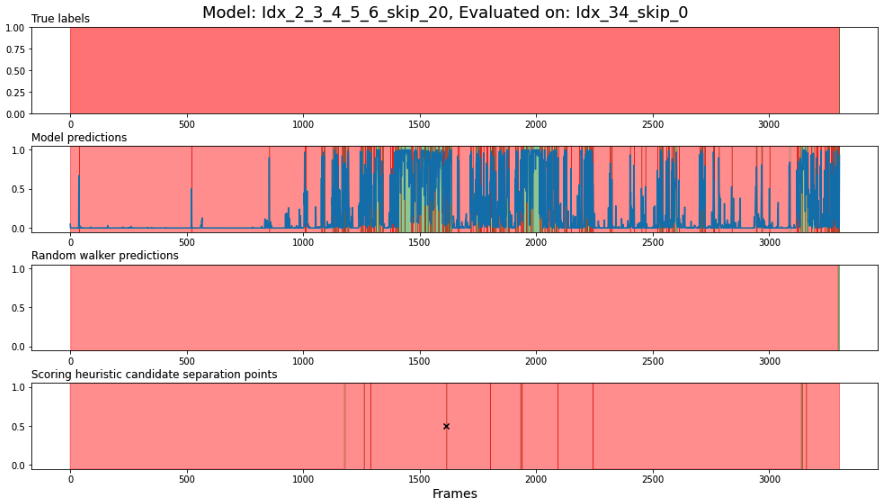 Model: Idx_2_3_4_5_6_skip_20, Evaluated on: Idx_34_skip_0
True labels
1.00
0.75
0.50
0.25
0.00
0 500 1000 1500 2000 2500 3000
Model predictions
1.0
0.5
0.0
0 500 1000 1500 2000 2500 3000
Random walker predictions
1.0
0.5
0.0
0 500 1000 1500 2000 2500 3000
Scoring heuristic candidate separation points
1.0
0.5
0.0
0 500 1000 1500 2000 2500 3000
Frames